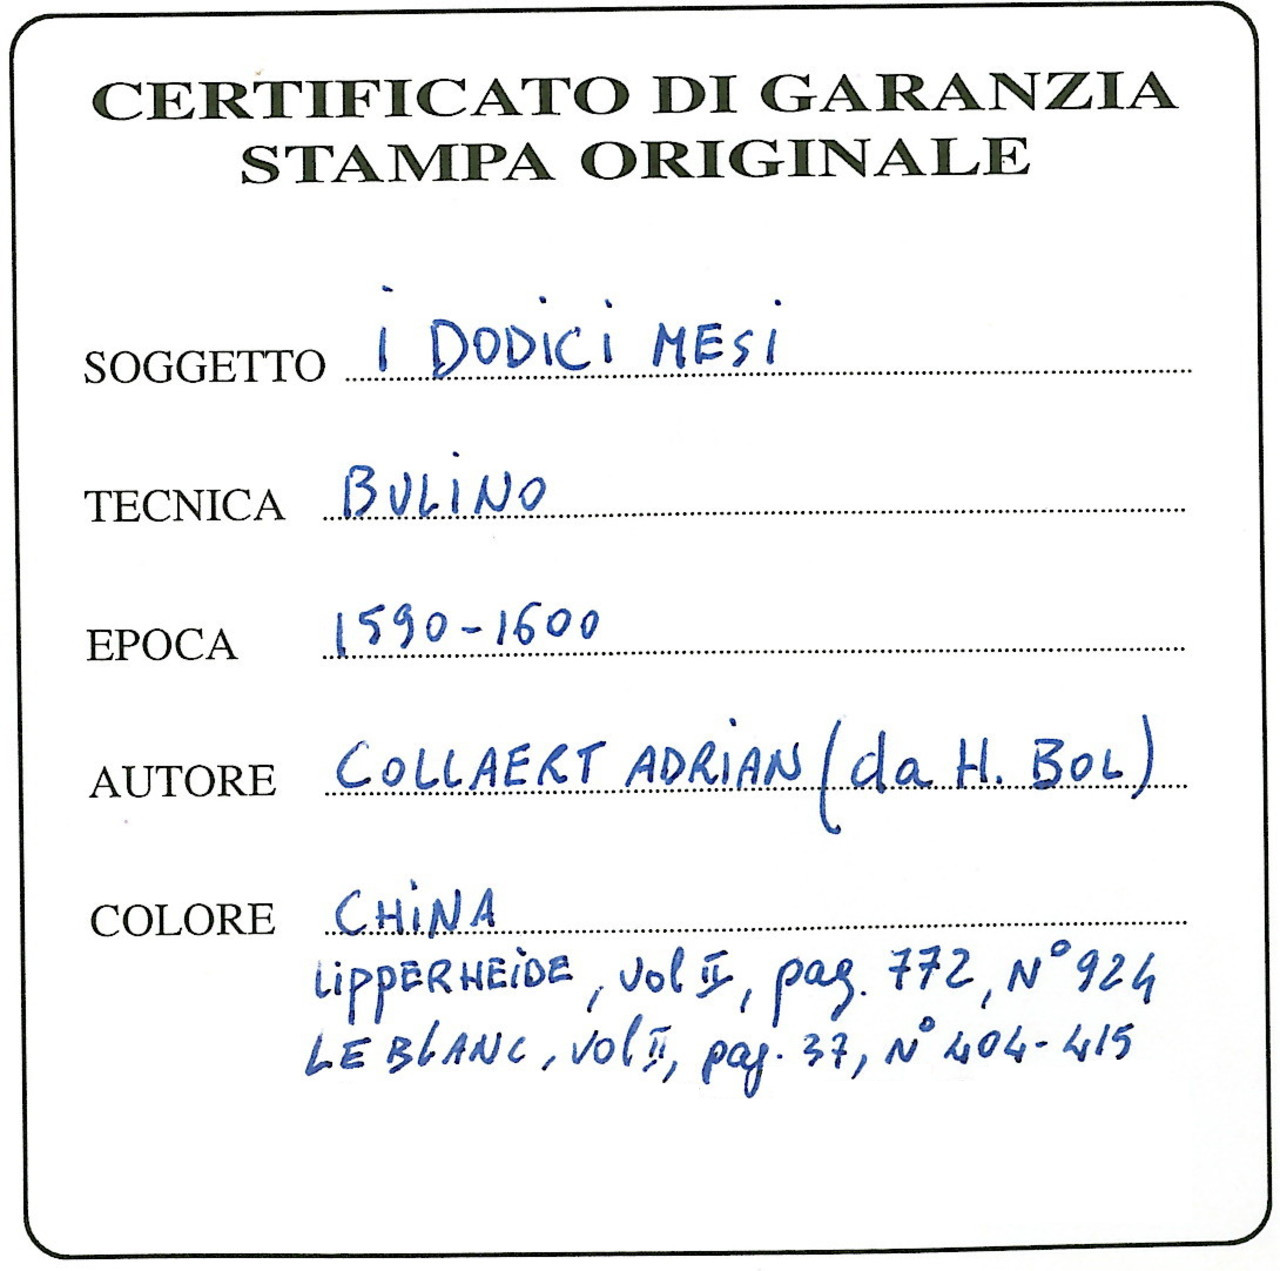 CERTIFICATO DI GARANZIA
STAMPA ORIGINALE
SOGGETTO i DODiCi MESi
TECNICA BULiNO
EPOCA 1590-1600
AUTORE COLLAERT ADRiAN (da H. BOL)
COLORE CHiNA
LiPPERHEiDE, Vol II, pag. 772, N° 924
LE BLANC, Vol II, pag. 37, N° 404-415